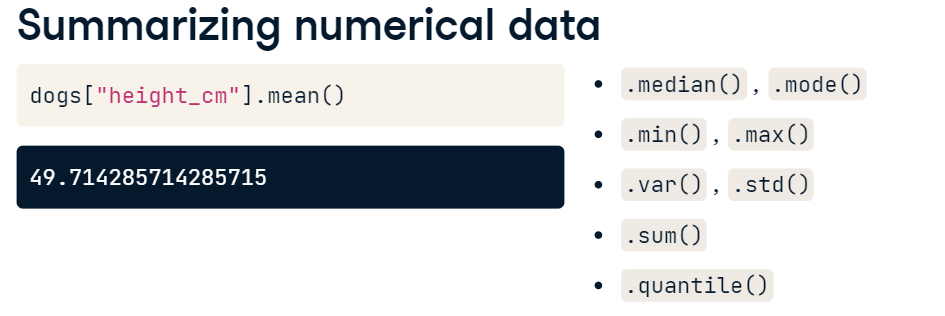 Summarizing numerical data
dogs["height_cm"].mean()
49.714285714285715
• .median() , .mode()
• .min() , .max()
• .var() , .std()
• .sum()
• .quantile()